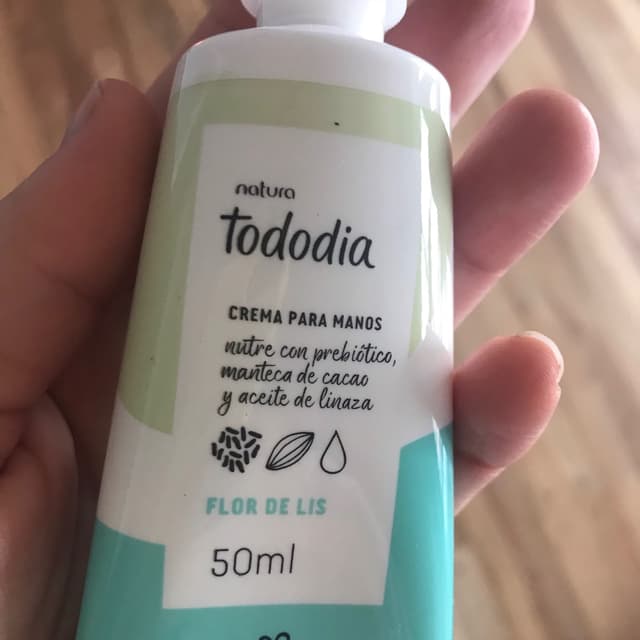 natura
tododia
CREMA PARA MANOS
nutre con prebiótico,
manteca de cacao
y aceite de linaza
FLOR DE LIS
50ml